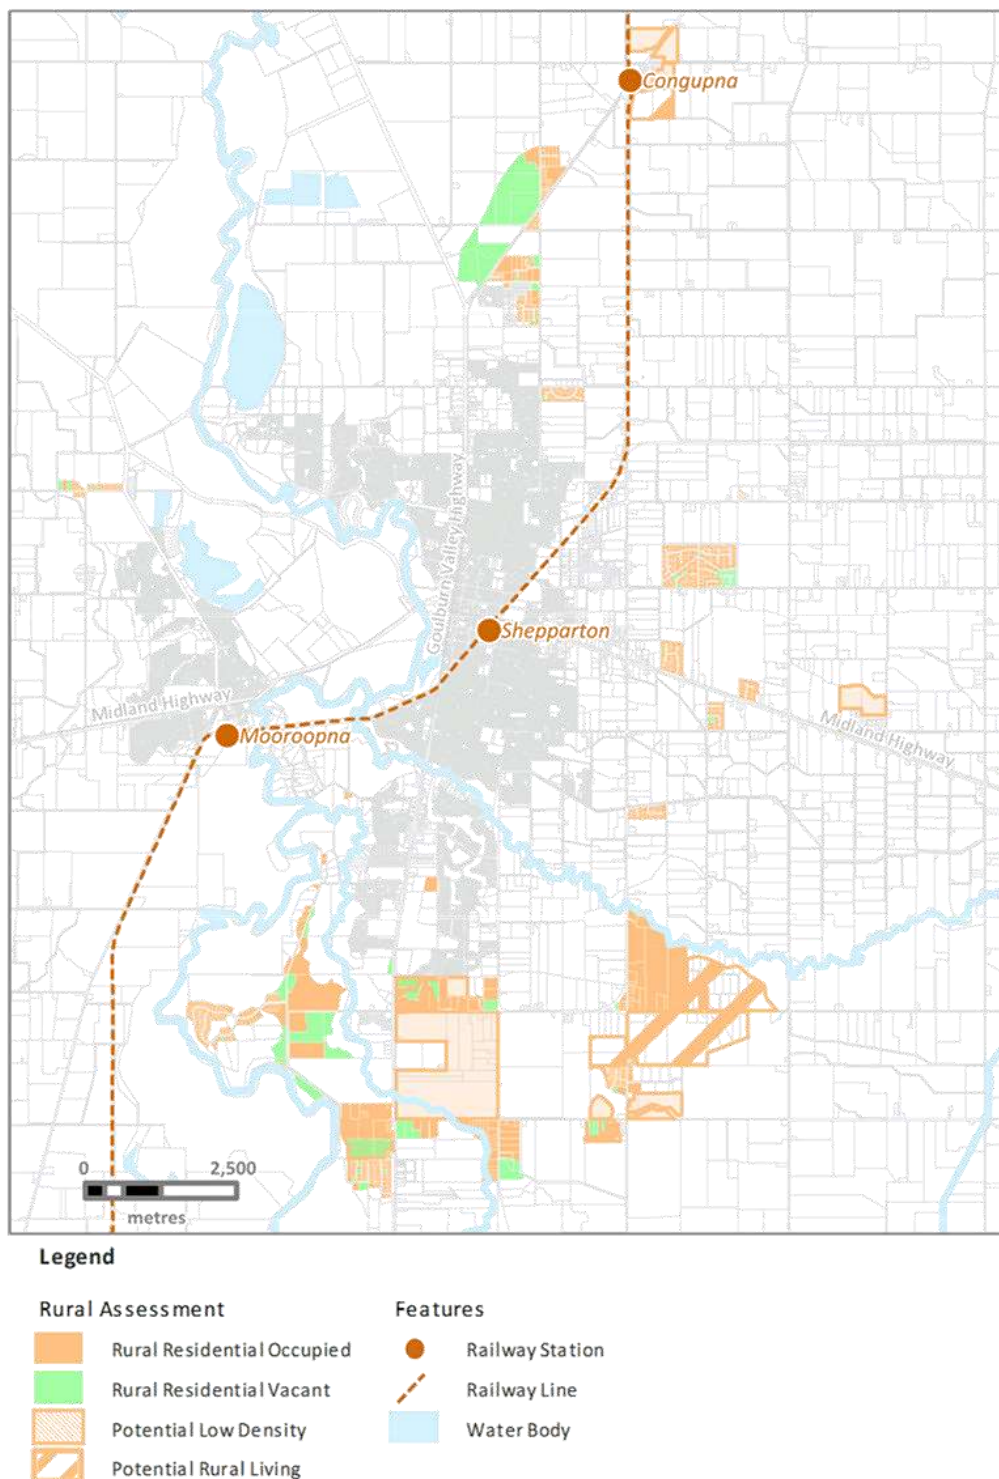 Congupna
Goulburn Valley Highway
Shepparton
Midland Highway
Midland Highway
Mooroopna
0 2,500
metres
Legend
Rural Assessment
Features
Rural Residential Occupied
Railway Station
Rural Residential Vacant
Railway Line
Potential Low Density
Water Body
Potential Rural Living